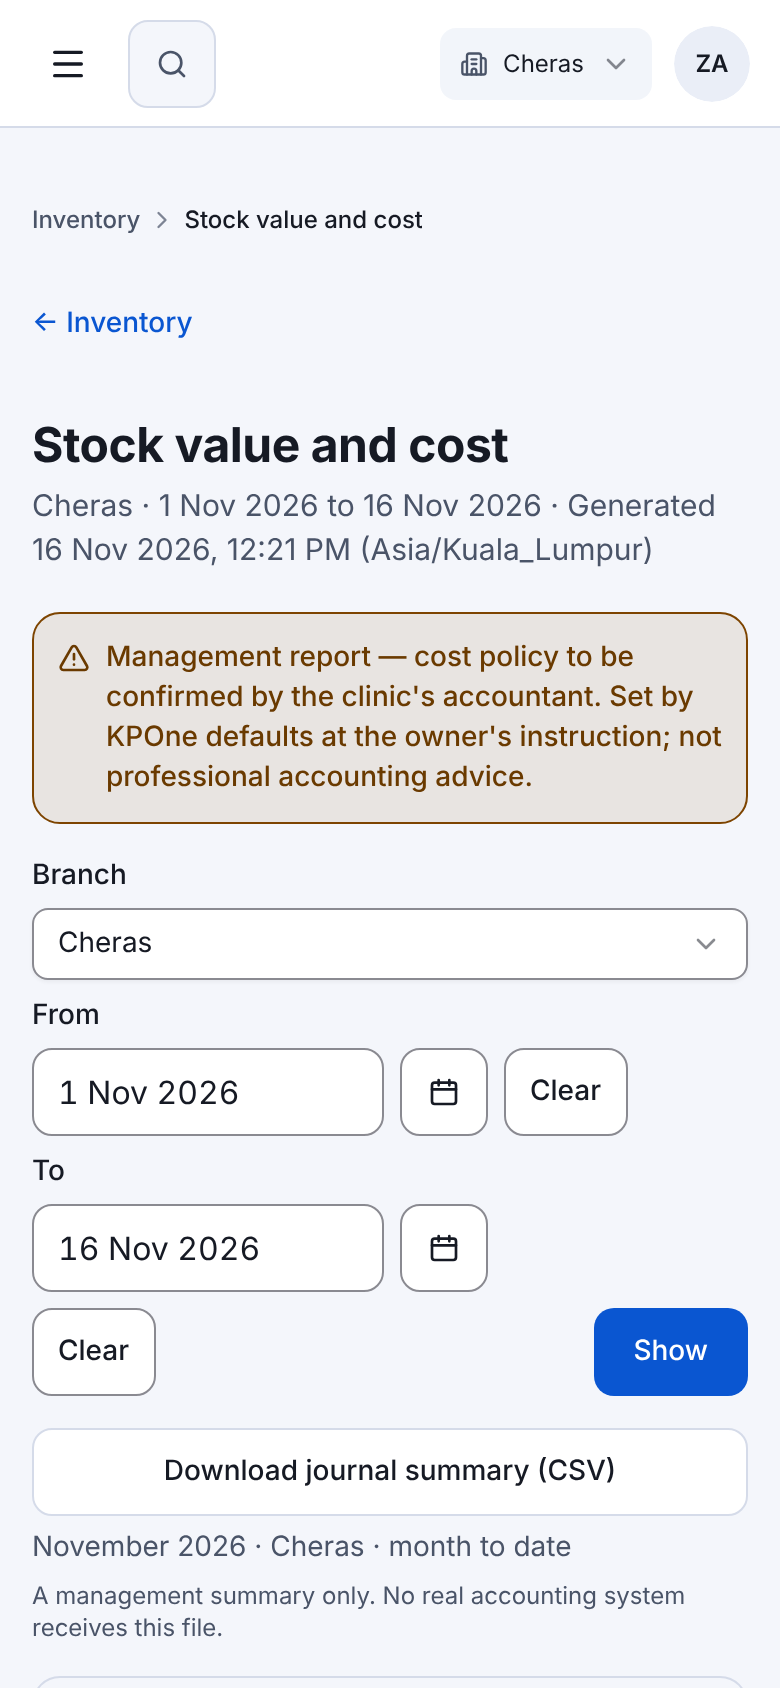 Cheras
ZA
Inventory
Stock value and cost
← Inventory
Stock value and cost
Cheras · 1 Nov 2026 to 16 Nov 2026 · Generated
16 Nov 2026, 12:21 PM (Asia/Kuala_Lumpur)
Management report — cost policy to be
confirmed by the clinic's accountant. Set by
KPOne defaults at the owner's instruction; not
professional accounting advice.
Branch
Cheras
From
1 Nov 2026
Clear
To
16 Nov 2026
Clear
Show
Download journal summary (CSV)
November 2026 · Cheras · month to date
A management summary only. No real accounting system
receives this file.